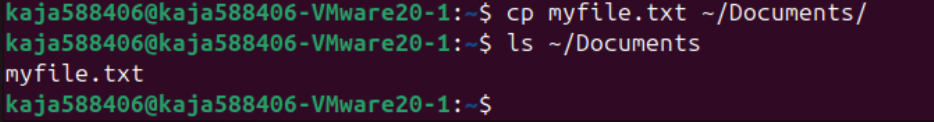 kaja588406@kaja588406-VMware20-1:~$ cp myfile.txt ~/Documents/
kaja588406@kaja588406-VMware20-1:~$ ls ~/Documents
myfile.txt
kaja588406@kaja588406-VMware20-1:~$